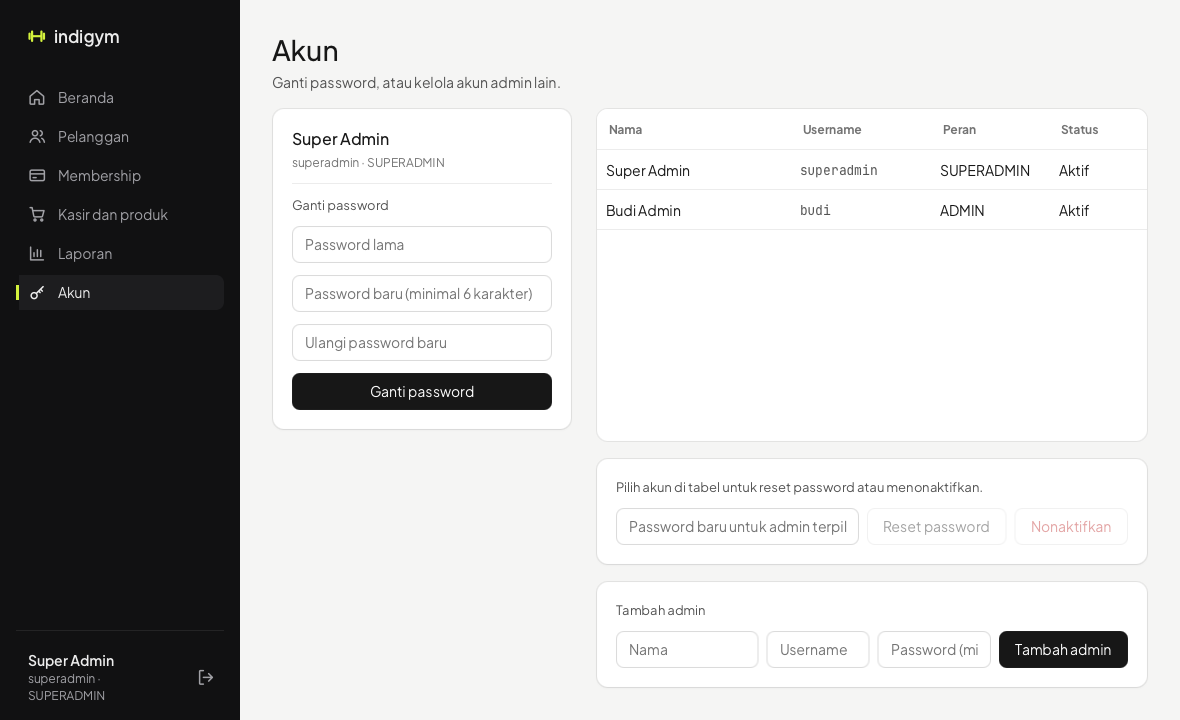 indigym
Beranda
Pelanggan
Membership
Kasir dan produk
Laporan
Akun
Super Admin
superadmin ·
SUPERADMIN
Akun
Ganti password, atau kelola akun admin lain.
Super Admin
superadmin · SUPERADMIN
Ganti password
Password lama
Password baru (minimal 6 karakter)
Ulangi password baru
Ganti password
Nama Username Peran Status
Super Admin superadmin SUPERADMIN Aktif
Budi Admin budi ADMIN Aktif
Pilih akun di tabel untuk reset password atau menonaktifkan.
Password baru untuk admin terpil Reset password Nonaktifkan
Tambah admin
Nama Username Password (mi Tambah admin